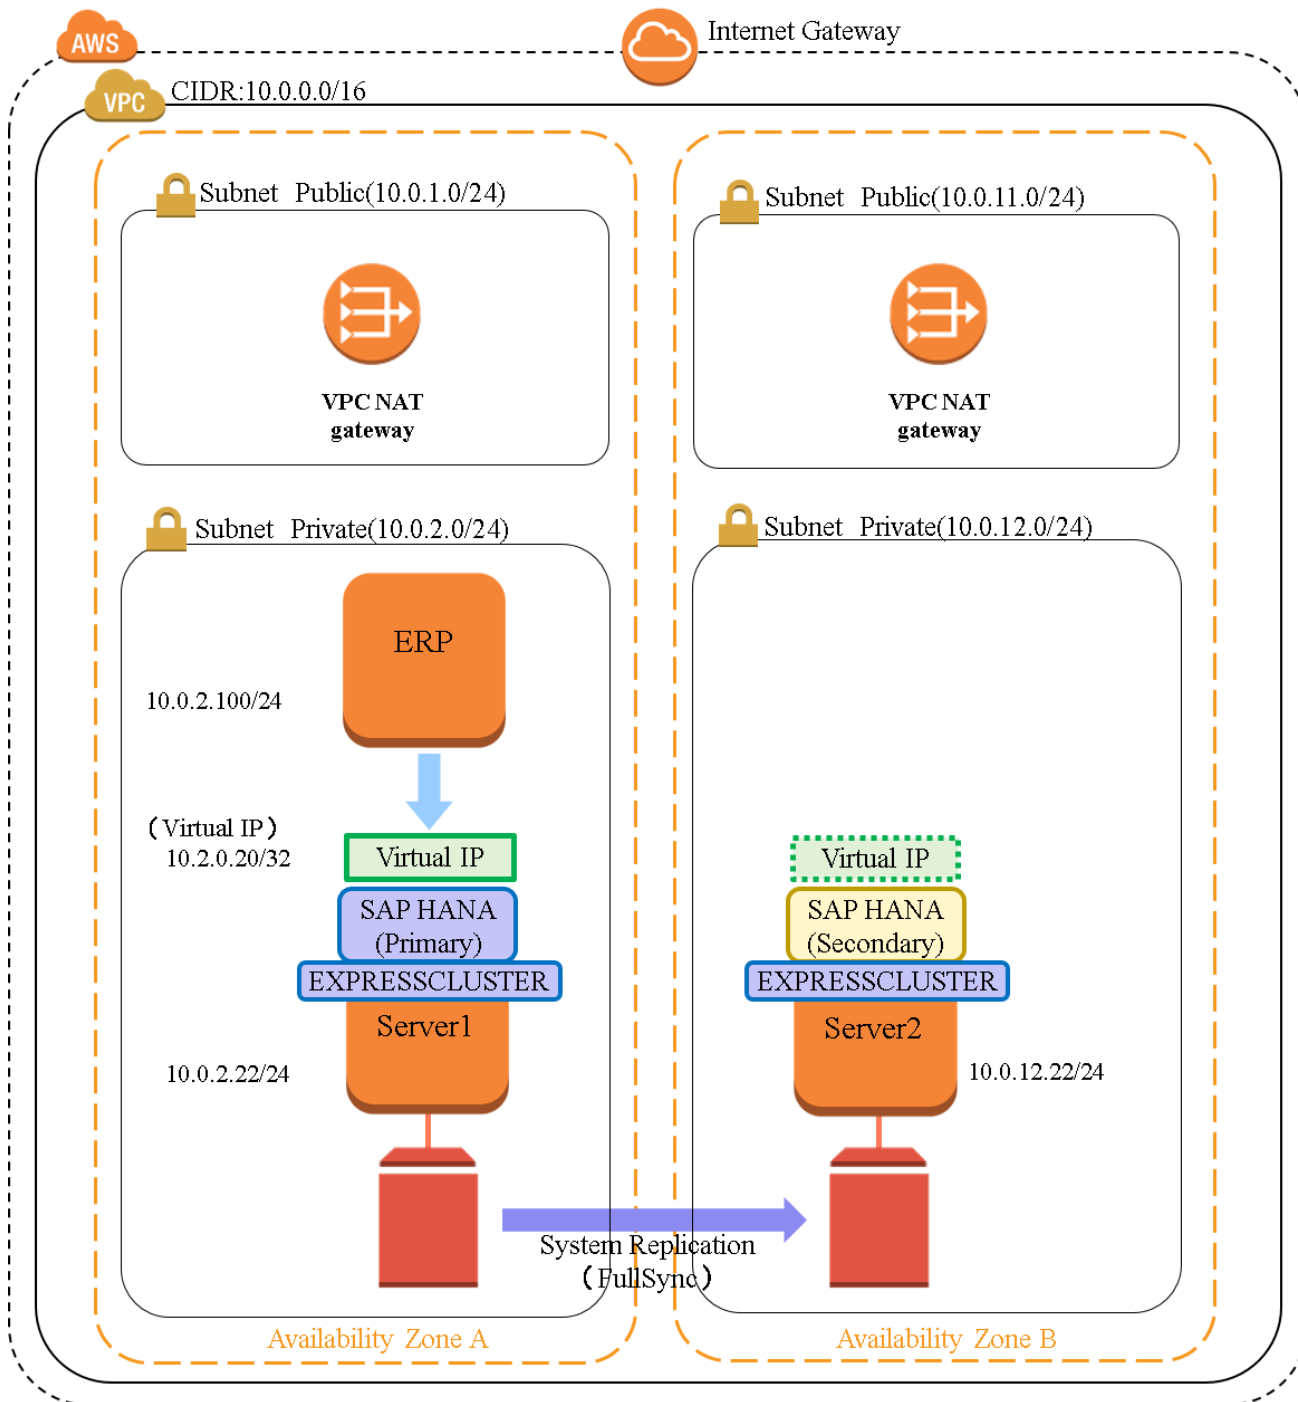 AWS
Internet Gateway
VPC
CIDR:10.0.0.0/16
Subnet Public(10.0.1.0/24)
Subnet Public(10.0.11.0/24)
VPC NAT
gateway
VPC NAT
gateway
Subnet Private(10.0.2.0/24)
Subnet Private(10.0.12.0/24)
ERP
10.0.2.100/24
(Virtual IP)
10.2.0.20/32
Virtual IP
Virtual IP
SAP HANA
(Primary)
SAP HANA
(Secondary)
EXPRESSCLUSTER
EXPRESSCLUSTER
Server1
Server2
10.0.2.22/24
10.0.12.22/24
System Replication
(FullSync)
Availability Zone A
Availability Zone B